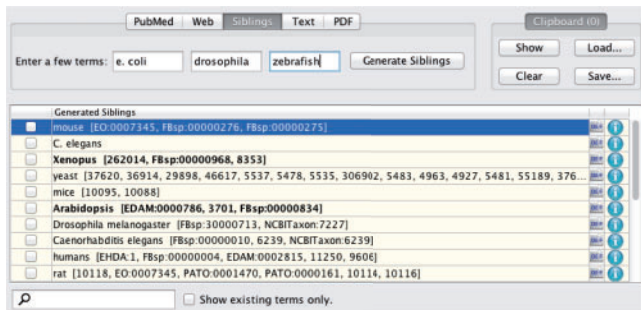 PubMed Web Siblings Text PDF
Clipboard (0)
Enter a few terms: e. coli drosophila zebrafish Generate Siblings
Show Load...
Clear Save...
Generated Siblings
mouse [EO:0007345, FBsp:00000276, FBsp:00000275]
C. elegans
Xenopus [262014, FBsp:00000968, 8353]
yeast [37620, 36914, 29898, 46617, 5537, 5478, 5535, 306902, 5483, 4963, 4927, 5481, 55189, 376...
mice [10095, 10088]
Arabidopsis [EDAM:0000786, 3701, FBsp:00000834]
Drosophila melanogaster [FBsp:30000713, NCBITaxon:7227]
Caenorhabditis elegans [FBsp:00000010, 6239, NCBITaxon:6239]
humans [EHDA:1, FBsp:00000004, EDAM:0002815, 11250, 9606]
rat [10118, EO:0007345, PATO:0001470, PATO:0000161, 10114, 10116]
Show existing terms only.